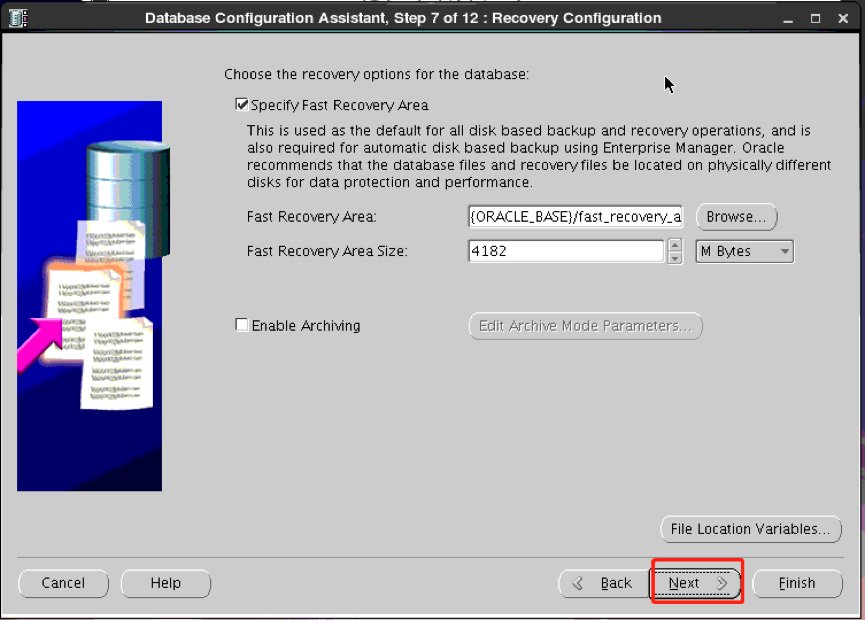 Database Configuration Assistant, Step 7 of 12 : Recovery Configuration
Choose the recovery options for the database:
Specify Fast Recovery Area
This is used as the default for all disk based backup and recovery operations, and is
also required for automatic disk based backup using Enterprise Manager. Oracle
recommends that the database files and recovery files be located on physically different
disks for data protection and performance.
Fast Recovery Area: {ORACLE_BASE}/fast_recovery_a Browse...
Fast Recovery Area Size: 4182 M Bytes
Enable Archiving Edit Archive Mode Parameters...
File Location Variables...
Cancel Help Back Next Finish